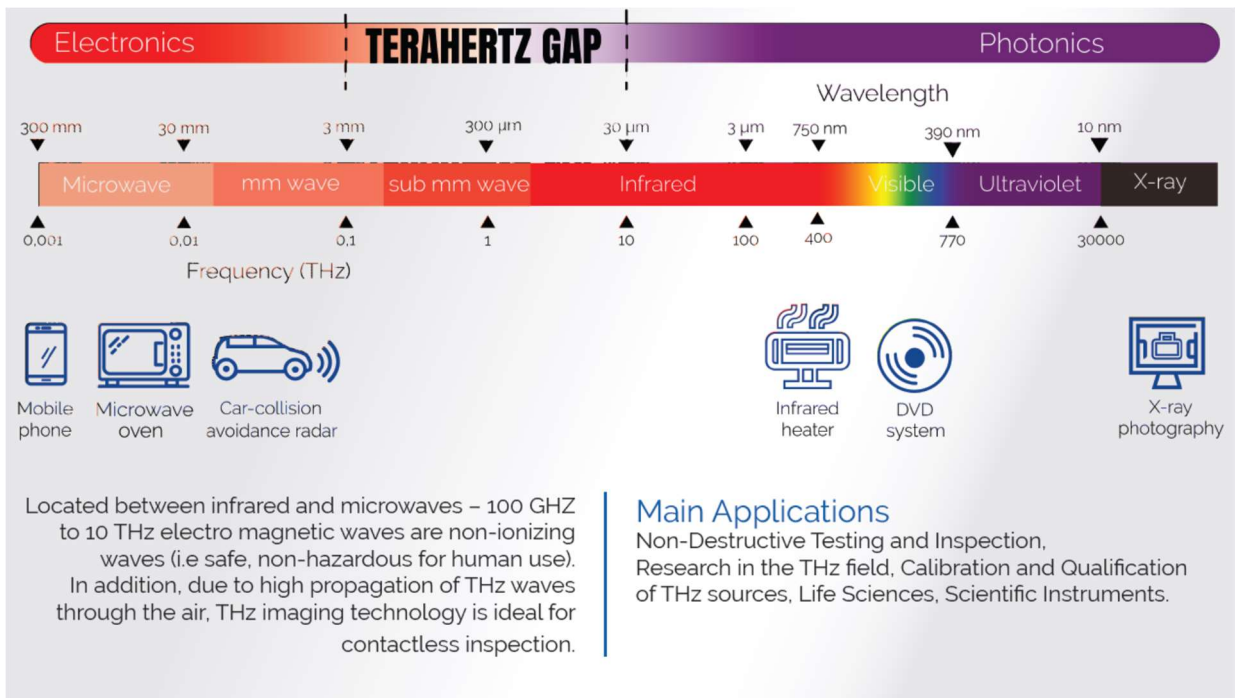 Electronics
TERAHERTZ GAP
Photonics
Wavelength
300 mm 30 mm 3 mm 300 µm 30 µm 3 µm 750 nm 390 nm 10 nm
Microwave mm wave sub mm wave Infrared Visible Ultraviolet X-ray
0,001 0,01 0,1 1 10 100 400 770 30000
Frequency (THz)
Mobile
phone
Microwave
oven
Car-collision
avoidance radar
Infrared
heater
DVD
system
X-ray
photography
Located between infrared and microwaves – 100 GHZ
to 10 THz electro magnetic waves are non-ionizing
waves (i.e safe, non-hazardous for human use).
In addition, due to high propagation of THz waves
through the air, THz imaging technology is ideal for
contactless inspection.
Main Applications
Non-Destructive Testing and Inspection,
Research in the THz field, Calibration and Qualification
of THz sources, Life Sciences, Scientific Instruments.